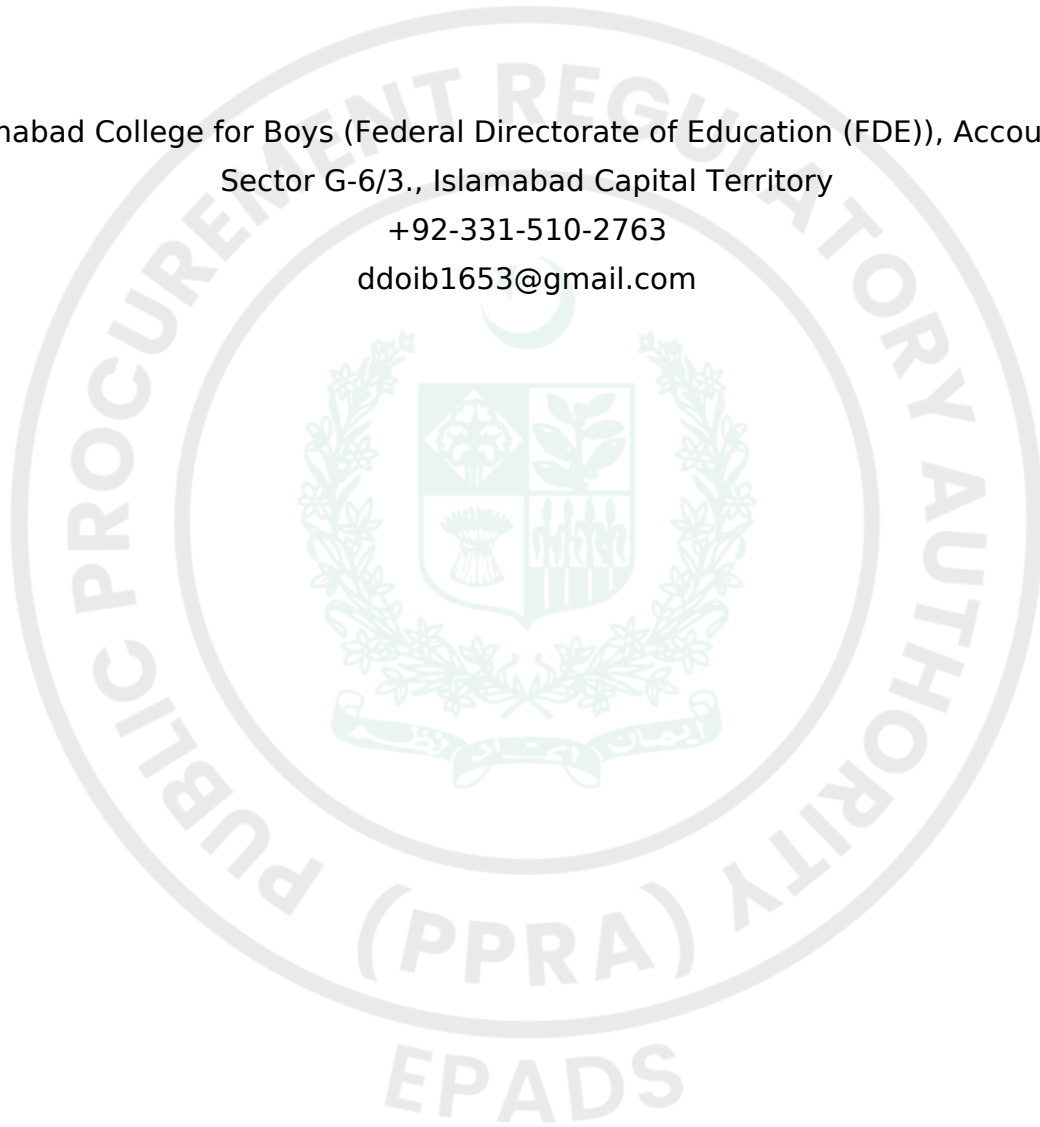 nabad College for Boys (Federal Directorate of Education (FDE)), Accou
Sector G-6/3., Islamabad Capital Territory
+92-331-510-2763
ddoib1653@gmail.com
PUBLIC PROCUREMENT REGULATORY AUTHORITY
(PPRA)
EPADS